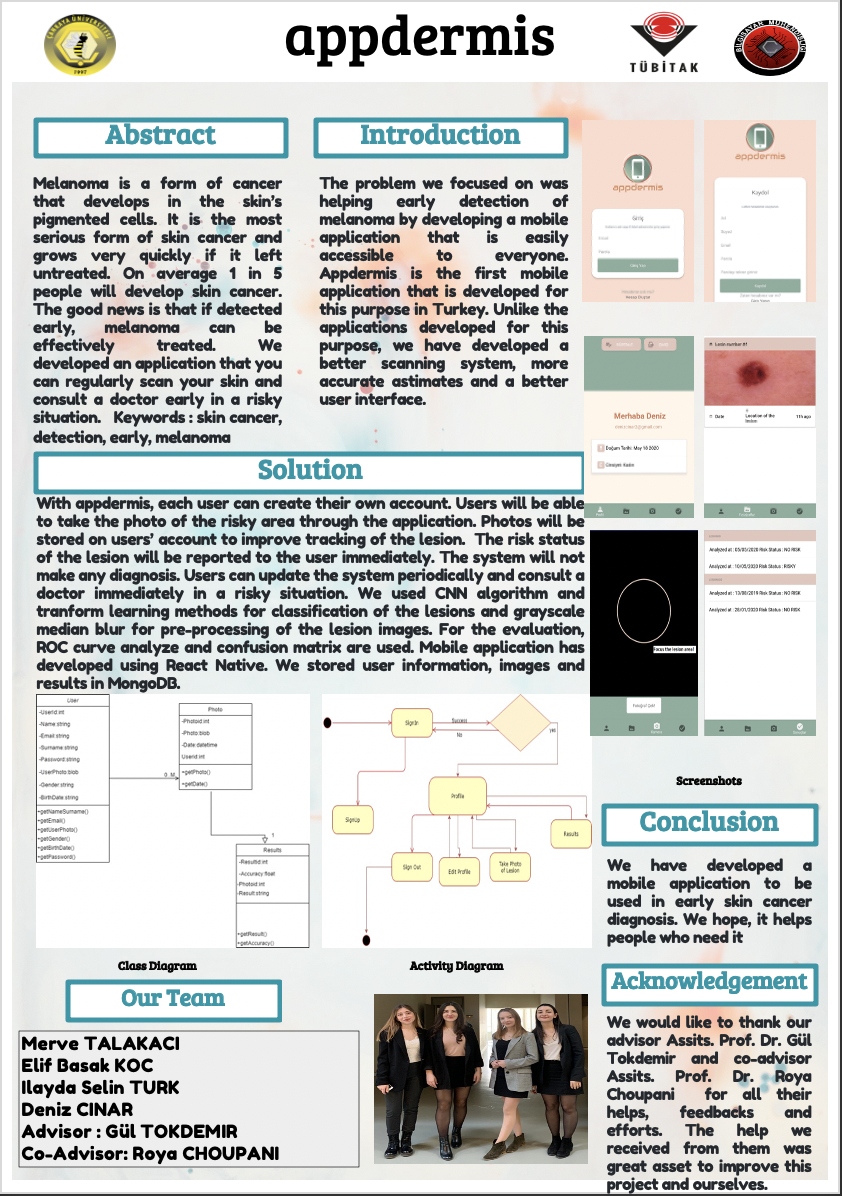 appdermis
ÇANKAYA ÜNİVERSİTESİ
1997
TÜBİTAK
BİLGİSAYAR MÜHENDİSLİĞİ
Abstract
Melanoma is a form of cancer
that develops in the skin's
pigmented cells. It is the most
serious form of skin cancer and
grows very quickly if it left
untreated. On average 1 in 5
people will develop skin cancer.
The good news is that if detected
early, melanoma can be
effectively treated. We
developed an application that you
can regularly scan your skin and
consult a doctor early in a risky
situation. Keywords : skin cancer,
detection, early, melanoma
Introduction
The problem we focused on was
helping early detection of
melanoma by developing a mobile
application that is easily
accessible to everyone.
Appdermis is the first mobile
application that is developed for
this purpose in Turkey. Unlike the
applications developed for this
purpose, we have developed a
better scanning system, more
accurate astimates and a better
user interface.
Solution
With appdermis, each user can create their own account. Users will be able
to take the photo of the risky area through the application. Photos will be
stored on users' account to improve tracking of the lesion. The risk status
of the lesion will be reported to the user immediately. The system will not
make any diagnosis. Users can update the system periodically and consult a
doctor immediately in a risky situation. We used CNN algorithm and
tranform learning methods for classification of the lesions and grayscale
median blur for pre-processing of the lesion images. For the evaluation,
ROC curve analyze and confusion matrix are used. Mobile application has
developed using React Native. We stored user information, images and
results in MongoDB.
appdermis
Giriş
Giriş Yap
appdermis
Kaydol
Kaydol
Merhaba Deniz
Doğum Tarihi: May 18 2020
Cinsiyet: Kadın
Lesion number #1
Date
Location of the
lesion
11h ago
Focus the lesion area!
Fotoğraf Çek!
Analyzed at : 05/03/2020 Risk Status : NO RISK
Analyzed at : 10/05/2020 Risk Status : RISKY
Analyzed at : 13/08/2019 Risk Status : NO RISK
Analyzed at : 20/01/2020 Risk Status : NO RISK
Screenshots
User
-UserId:int
-Name:string
-Email:string
-Surname:string
-Password:string
-UserPhoto:blob
-Gender:string
-BirthDate:string
+getNameSurname()
+getEmail()
+getUserPhoto()
+getGender()
+getBirthDate()
+getPassword()
0..M
Photo
-PhotoId:int
-Photo:blob
-Date:datetime
UserId:int
+getPhoto()
+getDate()
1
Results
-ResultId:int
-Accuracy:float
-PhotoId:int
-Result:string
+getResult()
+getAccuracy()
Class Diagram
SignIn
Success
No
yes
Profile
SignUp
Results
Sign Out
Edit Profile
Take Photo
of Lesion
Activity Diagram
Conclusion
We have developed a
mobile application to be
used in early skin cancer
diagnosis. We hope, it helps
people who need it
Our Team
Merve TALAKACI
Elif Basak KOC
Ilayda Selin TURK
Deniz CINAR
Advisor : Gül TOKDEMIR
Co-Advisor: Roya CHOUPANI
Acknowledgement
We would like to thank our
advisor Assits. Prof. Dr. Gül
Tokdemir and co-advisor
Assits. Prof. Dr. Roya
Choupani for all their
helps, feedbacks and
efforts. The help we
received from them was
great asset to improve this
project and ourselves.